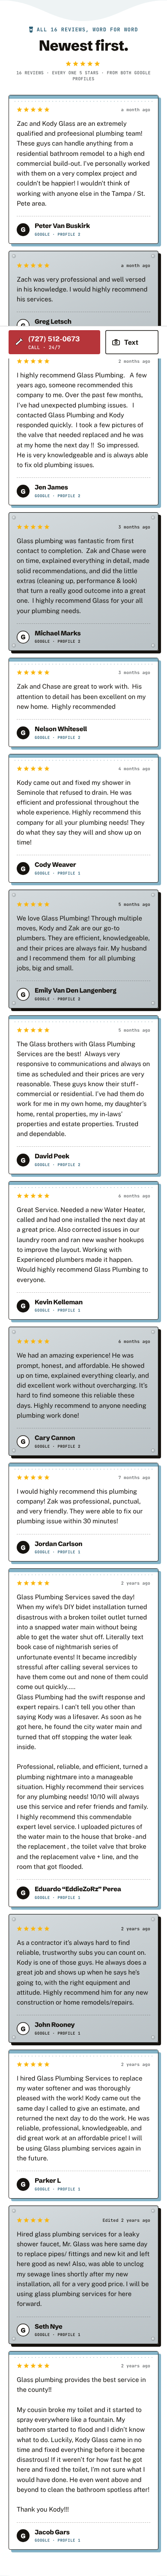 ALL 16 REVIEWS, WORD FOR WORD
Newest first.
16 REVIEWS · EVERY ONE 5 STARS · FROM BOTH GOOGLE
PROFILES
a month ago
Zac and Kody Glass are an extremely
qualified and professional plumbing team!
These guys can handle anything from a
residential bathroom remodel to a high end
commercial build-out. I've personally worked
with them on a very complex project and
couldn't be happier! I wouldn't think of
working with anyone else in the Tampa / St.
Pete area.
G
Peter Van Buskirk
GOOGLE · PROFILE 2
a month ago
Zach was very professional and well versed
in his knowledge. I would highly recommend
his services.
Greg Letsch
(727) 512-0673
CALL · 24/7
Text
2 months ago
I highly recommend Glass Plumbing. A few
years ago, someone recommended this
company to me. Over the past few months,
I've had unexpected plumbing issues. I
contacted Glass Plumbing and Kody
responded quickly. I took a few pictures of
the valve that needed replaced and he was
at my home the next day !! So impressed.
He is very knowledgeable and is always able
to fix old plumbing issues.
G
Jen James
GOOGLE · PROFILE 2
3 months ago
Glass plumbing was fantastic from first
contact to completion. Zak and Chase were
on time, explained everything in detail, made
solid recommendations, and did the little
extras (cleaning up, performance & look)
that turn a really good outcome into a great
one. I highly recommend Glass for your all
your plumbing needs.
G
Michael Marks
GOOGLE · PROFILE 2
3 months ago
Zak and Chase are great to work with. His
attention to detail has been excellent on my
new home. Highly recommended
G
Nelson Whitesell
GOOGLE · PROFILE 2
4 months ago
Kody came out and fixed my shower in
Seminole that refused to drain. He was
efficient and professional throughout the
whole experience. Highly recommend this
company for all your plumbing needs! They
do what they say they will and show up on
time!
G
Cody Weaver
GOOGLE · PROFILE 1
5 months ago
We love Glass Plumbing! Through multiple
moves, Kody and Zak are our go-to
plumbers. They are efficient, knowledgeable,
and their prices are always fair. My husband
and I recommend them for all plumbing
jobs, big and small.
G
Emily Van Den Langenberg
GOOGLE · PROFILE 2
5 months ago
The Glass brothers with Glass Plumbing
Services are the best! Always very
responsive to communications and always on
time as scheduled and their prices are very
reasonable. These guys know their stuff -
commercial or residential. I've had them do
work for me in my own home, my daughter's
home, rental properties, my in-laws'
properties and estate properties. Trusted
and dependable.
G
David Peek
GOOGLE · PROFILE 2
6 months ago
Great Service. Needed a new Water Heater,
called and had one installed the next day at
a great price. Also corrected issues in our
laundry room and ran new washer hookups
to improve the layout. Working with
Experienced plumbers made it happen.
Would highly recommend Glass Plumbing to
everyone.
G
Kevin Kelleman
GOOGLE · PROFILE 1
6 months ago
We had an amazing experience! He was
prompt, honest, and affordable. He showed
up on time, explained everything clearly, and
did excellent work without overcharging. It's
hard to find someone this reliable these
days. Highly recommend to anyone needing
plumbing work done!
G
Cary Cannon
GOOGLE · PROFILE 2
7 months ago
I would highly recommend this plumbing
company! Zak was professional, punctual,
and very friendly. They were able to fix our
plumbing issue within 30 minutes!
G
Jordan Carlson
GOOGLE · PROFILE 1
2 years ago
Glass Plumbing Services saved the day!
When my wife's DIY bidet installation turned
disastrous with a broken toilet outlet turned
into a snapped water main without being
able to get the water shut off. Literally text
book case of nightmarish series of
unfortunate events! It became incredibly
stressful after calling several services to
have them come out and none of them could
come out quickly.....
Glass Plumbing had the swift response and
expert repairs, I can't tell you other than
saying Kody was a lifesaver. As soon as he
got here, he turned the city water main and
turned that off stopping the water leak
inside.
Professional, reliable, and efficient, turned a
plumbing nightmare into a manageable
situation. Highly recommend their services
for any plumbing needs! 10/10 will always
use this service and refer friends and family.
I highly recommend this commendable
expert level service. I uploaded pictures of
the water main to the house that broke - and
the replacement , the toilet valve that broke
and the replacement valve + line, and the
room that got flooded.
G
Eduardo “EddieZoRz” Perea
GOOGLE · PROFILE 1
2 years ago
As a contractor it's always hard to find
reliable, trustworthy subs you can count on.
Kody is one of those guys. He always does a
great job and shows up when he says he's
going to, with the right equipment and
attitude. Highly recommend him for any new
construction or home remodels/repairs.
G
John Rooney
GOOGLE · PROFILE 1
2 years ago
I hired Glass Plumbing Services to replace
my water softener and was thoroughly
pleased with the work! Kody came out the
same day I called to give an estimate, and
returned the next day to do the work. He was
reliable, professional, knowledgeable, and
did great work at an affordable price! I will
be using Glass Plumbing services again in
the future.
G
Parker L
GOOGLE · PROFILE 1
Edited 2 years ago
Hired glass plumbing services for a leaky
shower faucet, Mr. Glass was here same day
to replace pipes/ fittings and new kit and left
here good as new! Also, was able to unclog
my sewage lines shortly after my new
installation, all for a very good price. I will be
using glass plumbing services for here
forward.
G
Seth Nye
GOOGLE · PROFILE 1
2 years ago
Glass plumbing provides the best service in
the county!!
My cousin broke my toilet and it started to
spray everywhere like a fountain. My
bathroom started to flood and I didn't know
what to do. Luckily, Kody Glass came in no
time and fixed everything before it became
disastrous! If it weren't for how fast he got
here and fixed the toilet, I'm not sure what I
would have done. He even went above and
beyond to clean the bathroom spotless after!
Thank you Kody!!!
G
Jacob Gars
GOOGLE · PROFILE 1